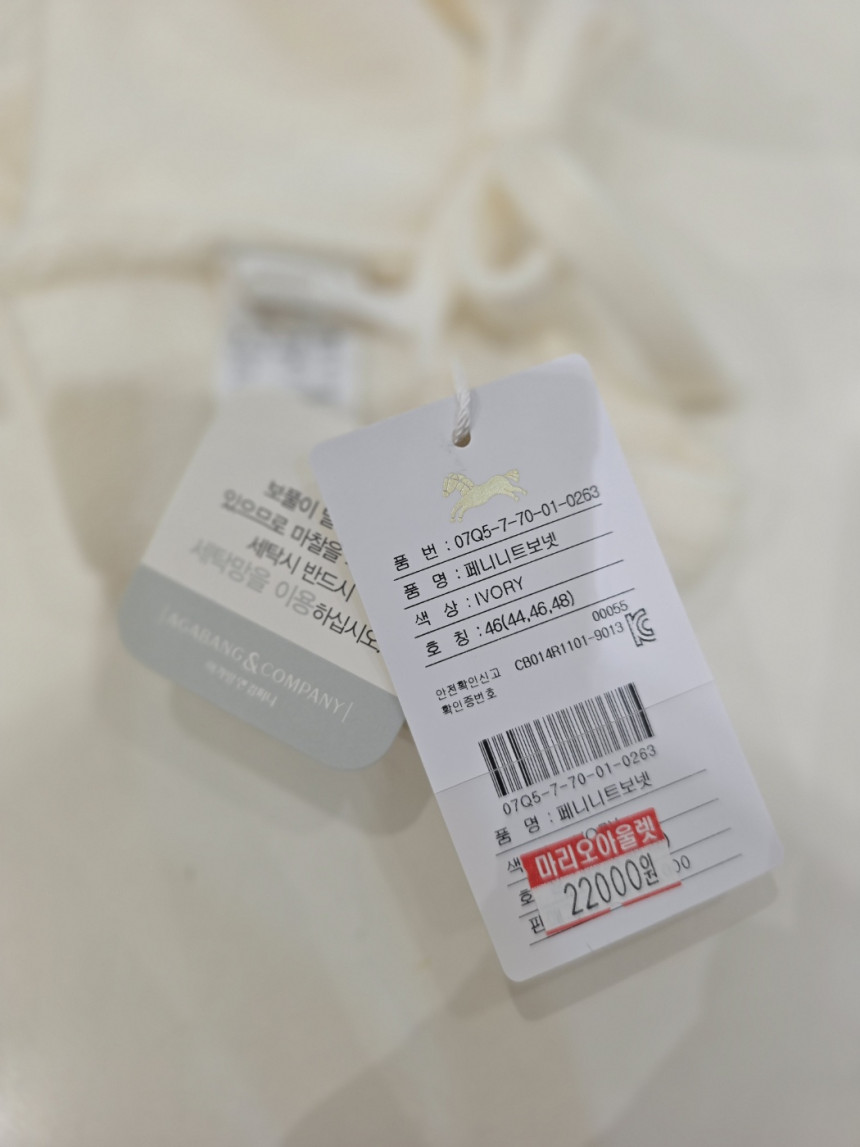 품 번 : 07Q5-7-70-01-0263
품 명 : 페니니트보넷
색 상 : IVORY
호 칭 : 46(44,46,48)
00055
안전확인신고 CB014R1101-9013
확인증번호
07Q5-7-70-01-0263
품 명 : 페니니트보넷
색
마리오아울렛
호
22000원
판
보풀이
있으므로 마찰을
세탁시 반드시
세탁망을 이용하십시오.
AGABANG&COMPANY
아가방앤컴퍼니